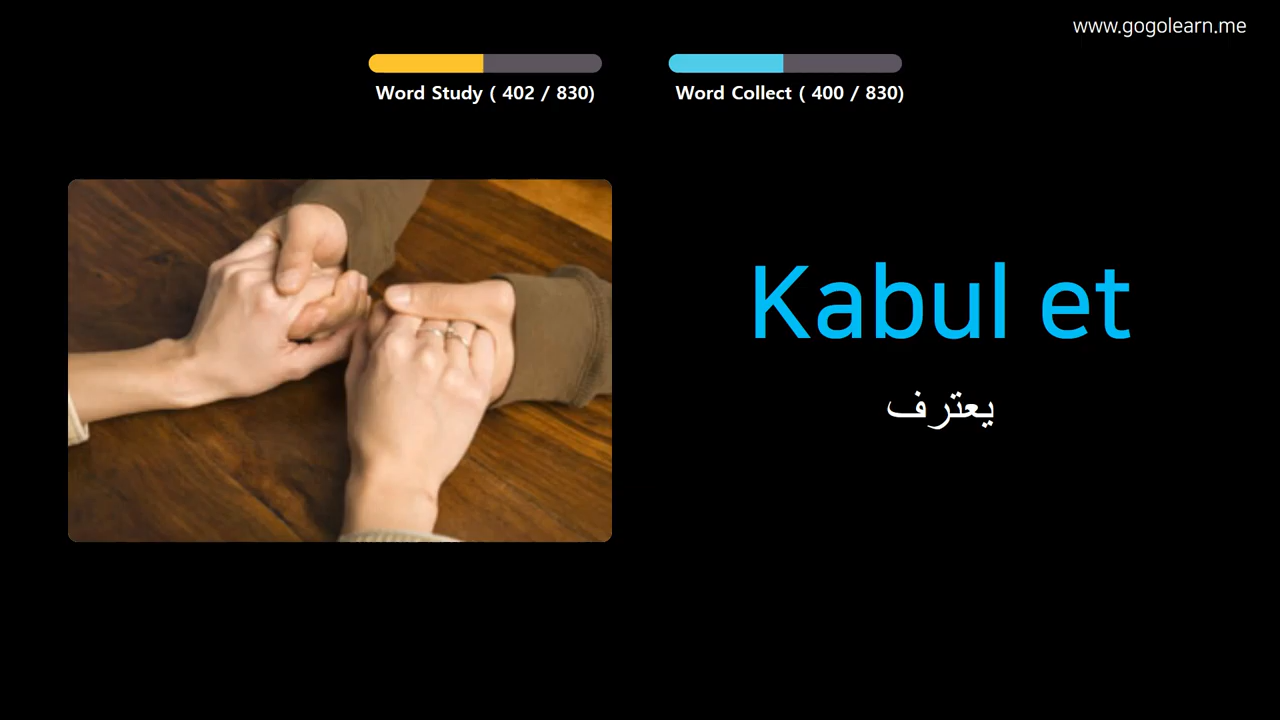 www.gogolearn.me
Word Study ( 402 / 830)
Word Collect ( 400 / 830)
Kabul et
يعترف